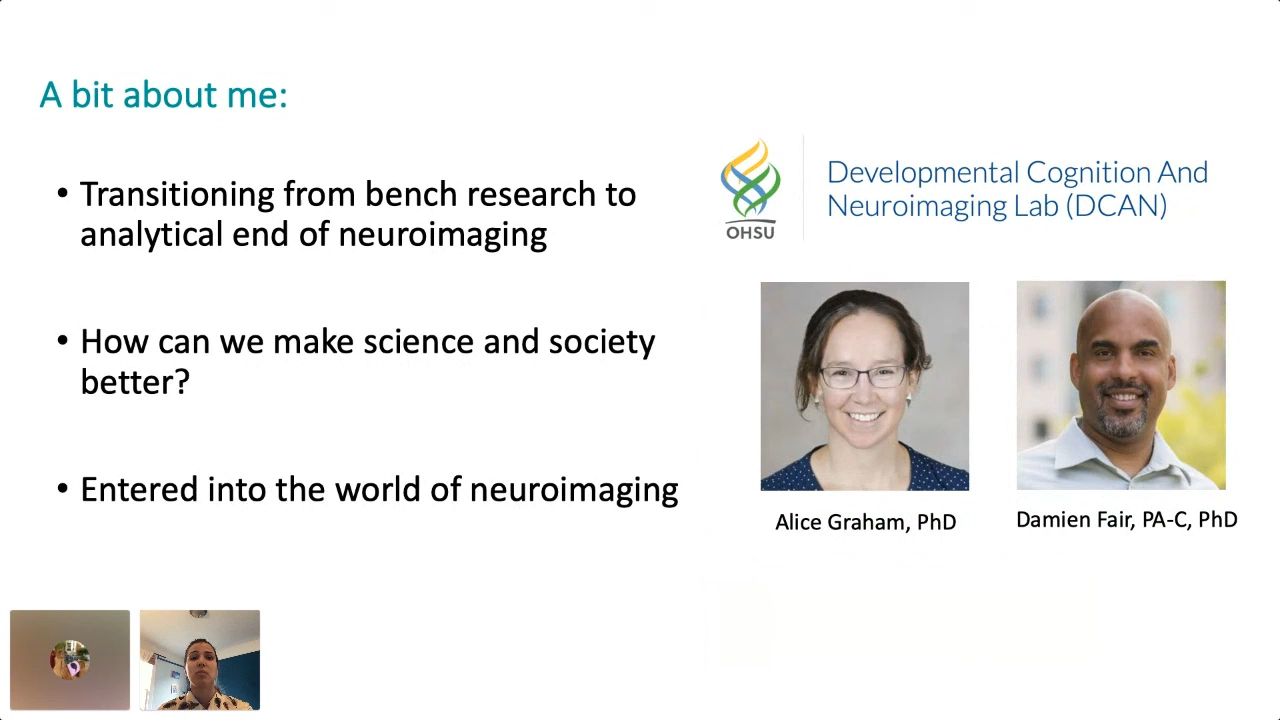 A bit about me:
• Transitioning from bench research to
analytical end of neuroimaging
• How can we make science and society
better?
• Entered into the world of neuroimaging
OHSU
Developmental Cognition And
Neuroimaging Lab (DCAN)
Alice Graham, PhD
Damien Fair, PA-C, PhD